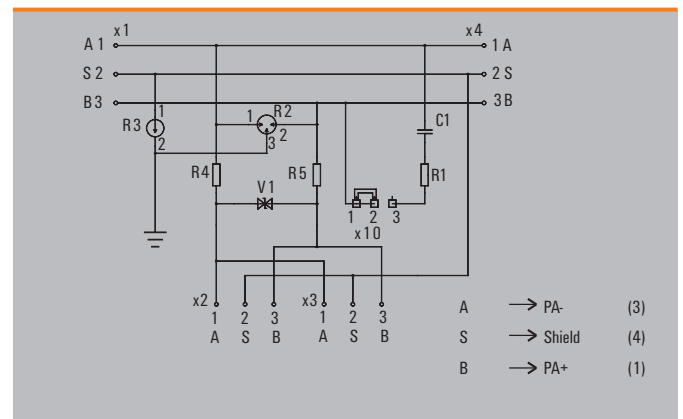 x1 x4
A 1 1 A
S 2 2 S
B 3 3 B
1 1 R2 C1
R3 2
2 3
R4 R5 R1
V1
1 2 3
x10
x2 x3
1 2 3 1 2 3
A S B A S B
A → PA- (3)
S → Shield (4)
B → PA+ (1)